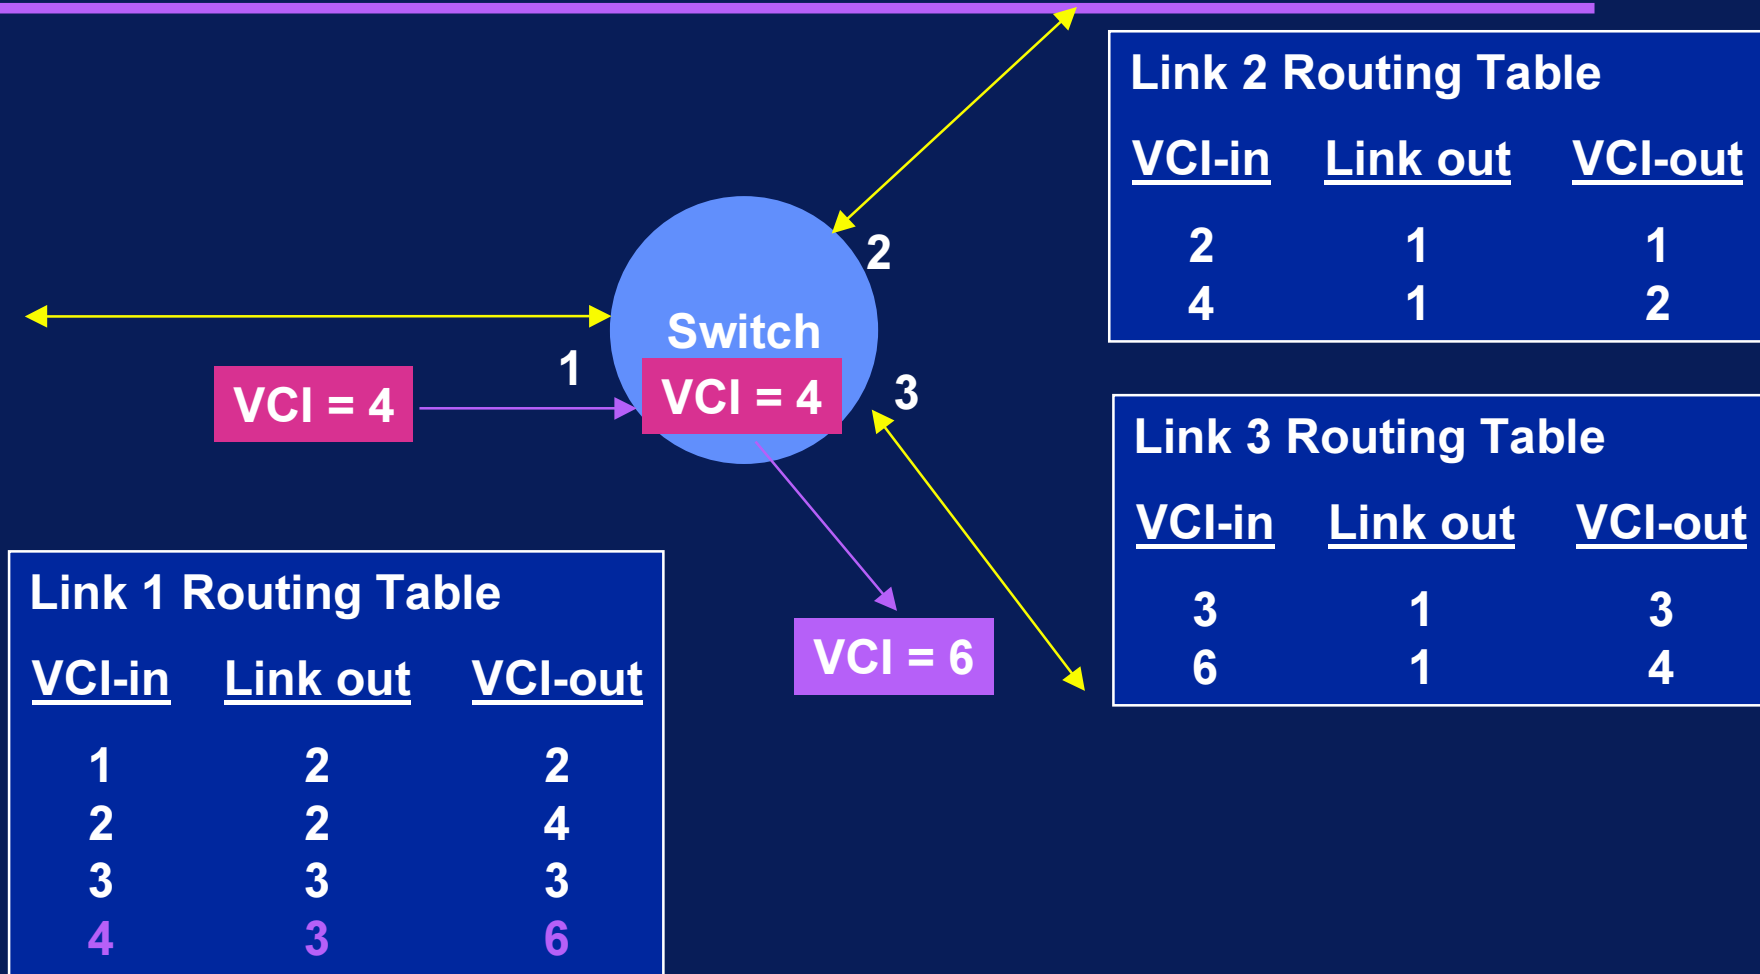 Link 2 Routing Table
VCI-in Link out VCI-out
2 1 1
4 1 2
2
Switch
1
VCI = 4
VCI = 4
3
Link 3 Routing Table
VCI-in Link out VCI-out
3 1 3
6 1 4
VCI = 6
Link 1 Routing Table
VCI-in Link out VCI-out
1 2 2
2 2 4
3 3 3
4 3 6